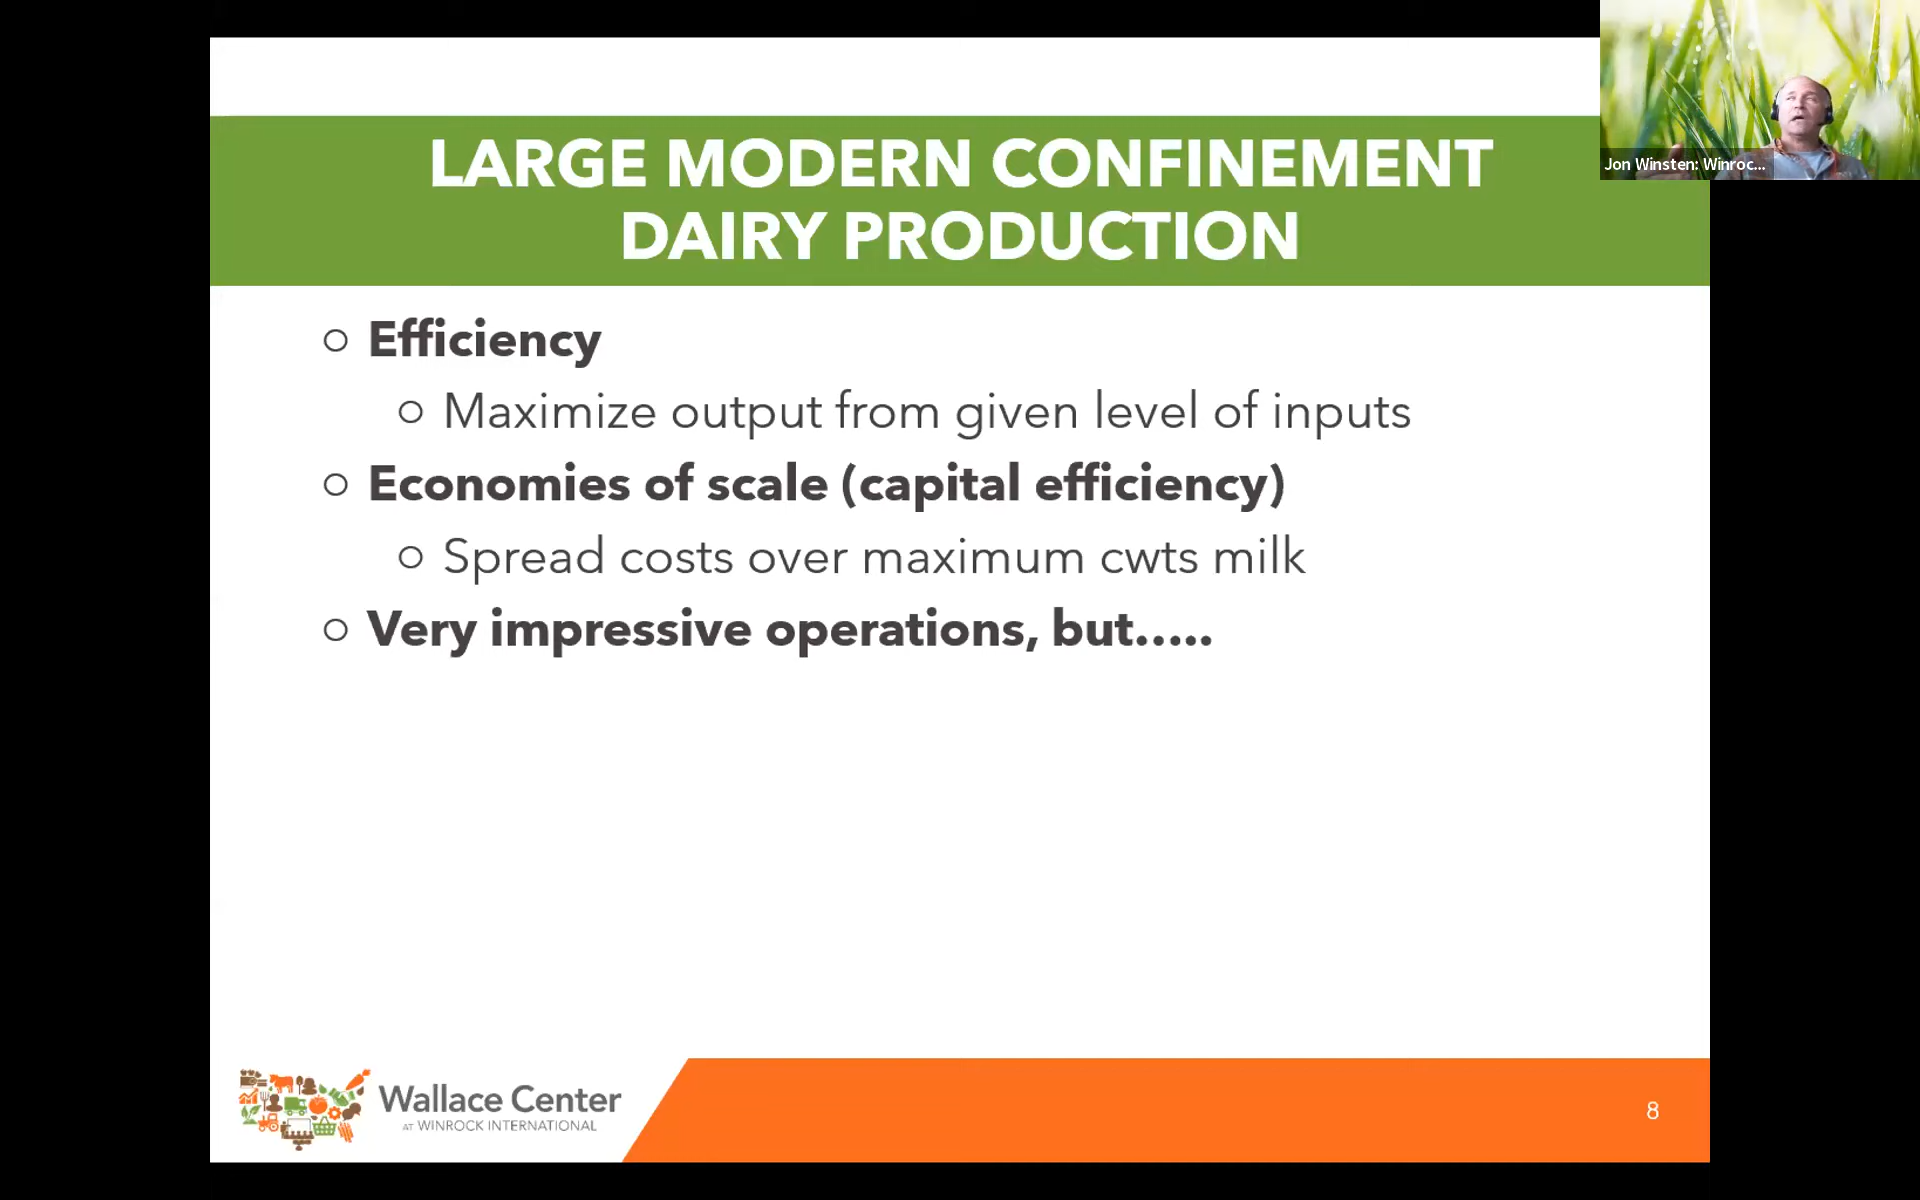 LARGE MODERN CONFINEMENT
DAIRY PRODUCTION
Jon Winsten: Winroc...
Efficiency
Maximize output from given level of inputs
Economies of scale (capital efficiency)
Spread costs over maximum cwts milk
Very impressive operations, but.....
Wallace Center
AT WINROCK INTERNATIONAL
8